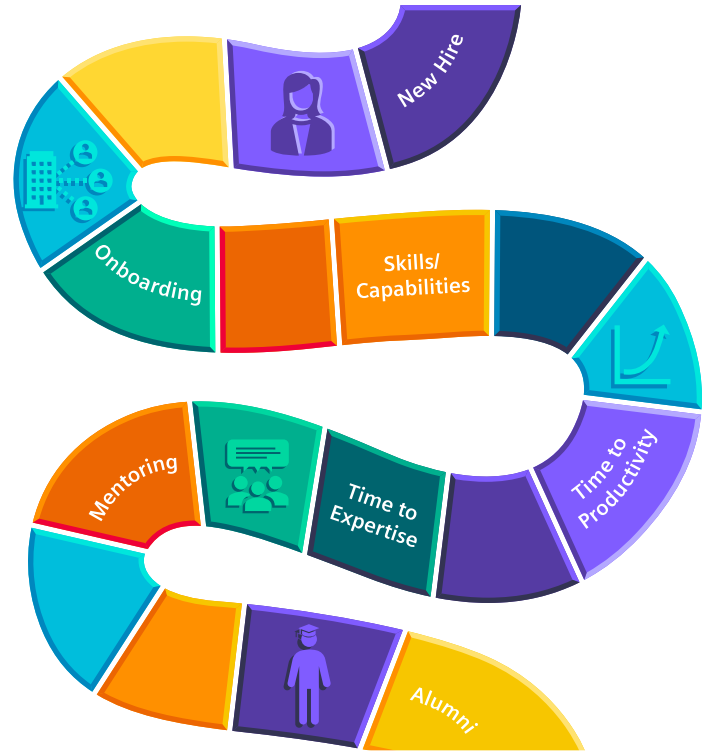 New Hire
Onboarding
Skills/
Capabilities
Time to
Productivity
Time to
Expertise
Mentoring
Alumni